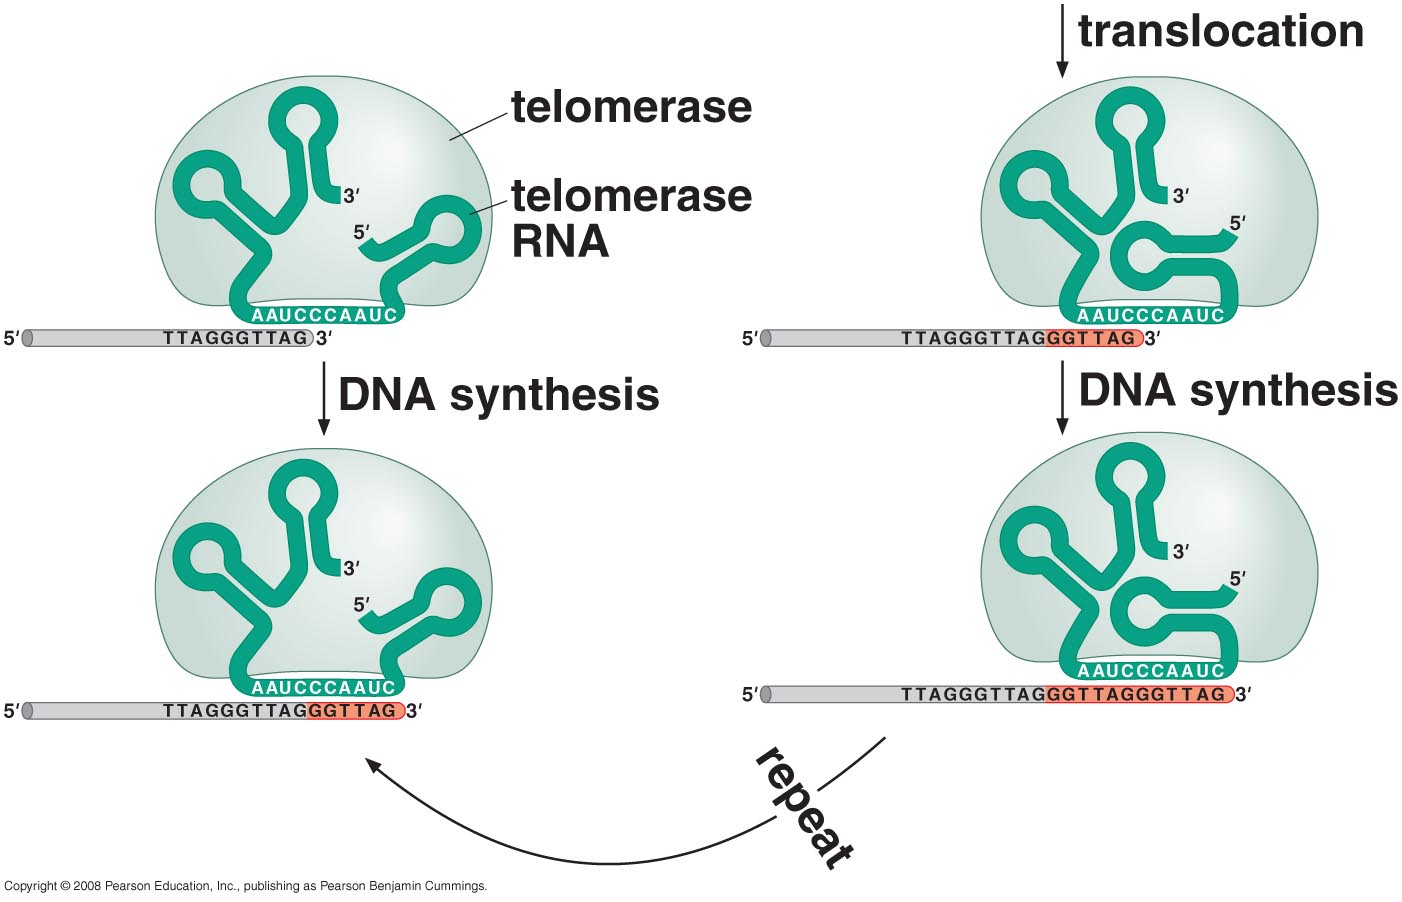 telomerase
telomerase
RNA
3′
5′
AAUCCCAAUC
5′ TTAGGGTTAG 3′
DNA synthesis
3′
5′
AAUCCCAAUC
5′ TTAGGGTTAGGGTTAG 3′
translocation
3′
5′
AAUCCCAAUC
5′ TTAGGGTTAGGGTTAG 3′
DNA synthesis
3′
5′
AAUCCCAAUC
5′ TTAGGGTTAGGGTTAGGGTTAG 3′
repeat
Copyright © 2008 Pearson Education, Inc., publishing as Pearson Benjamin Cummings.